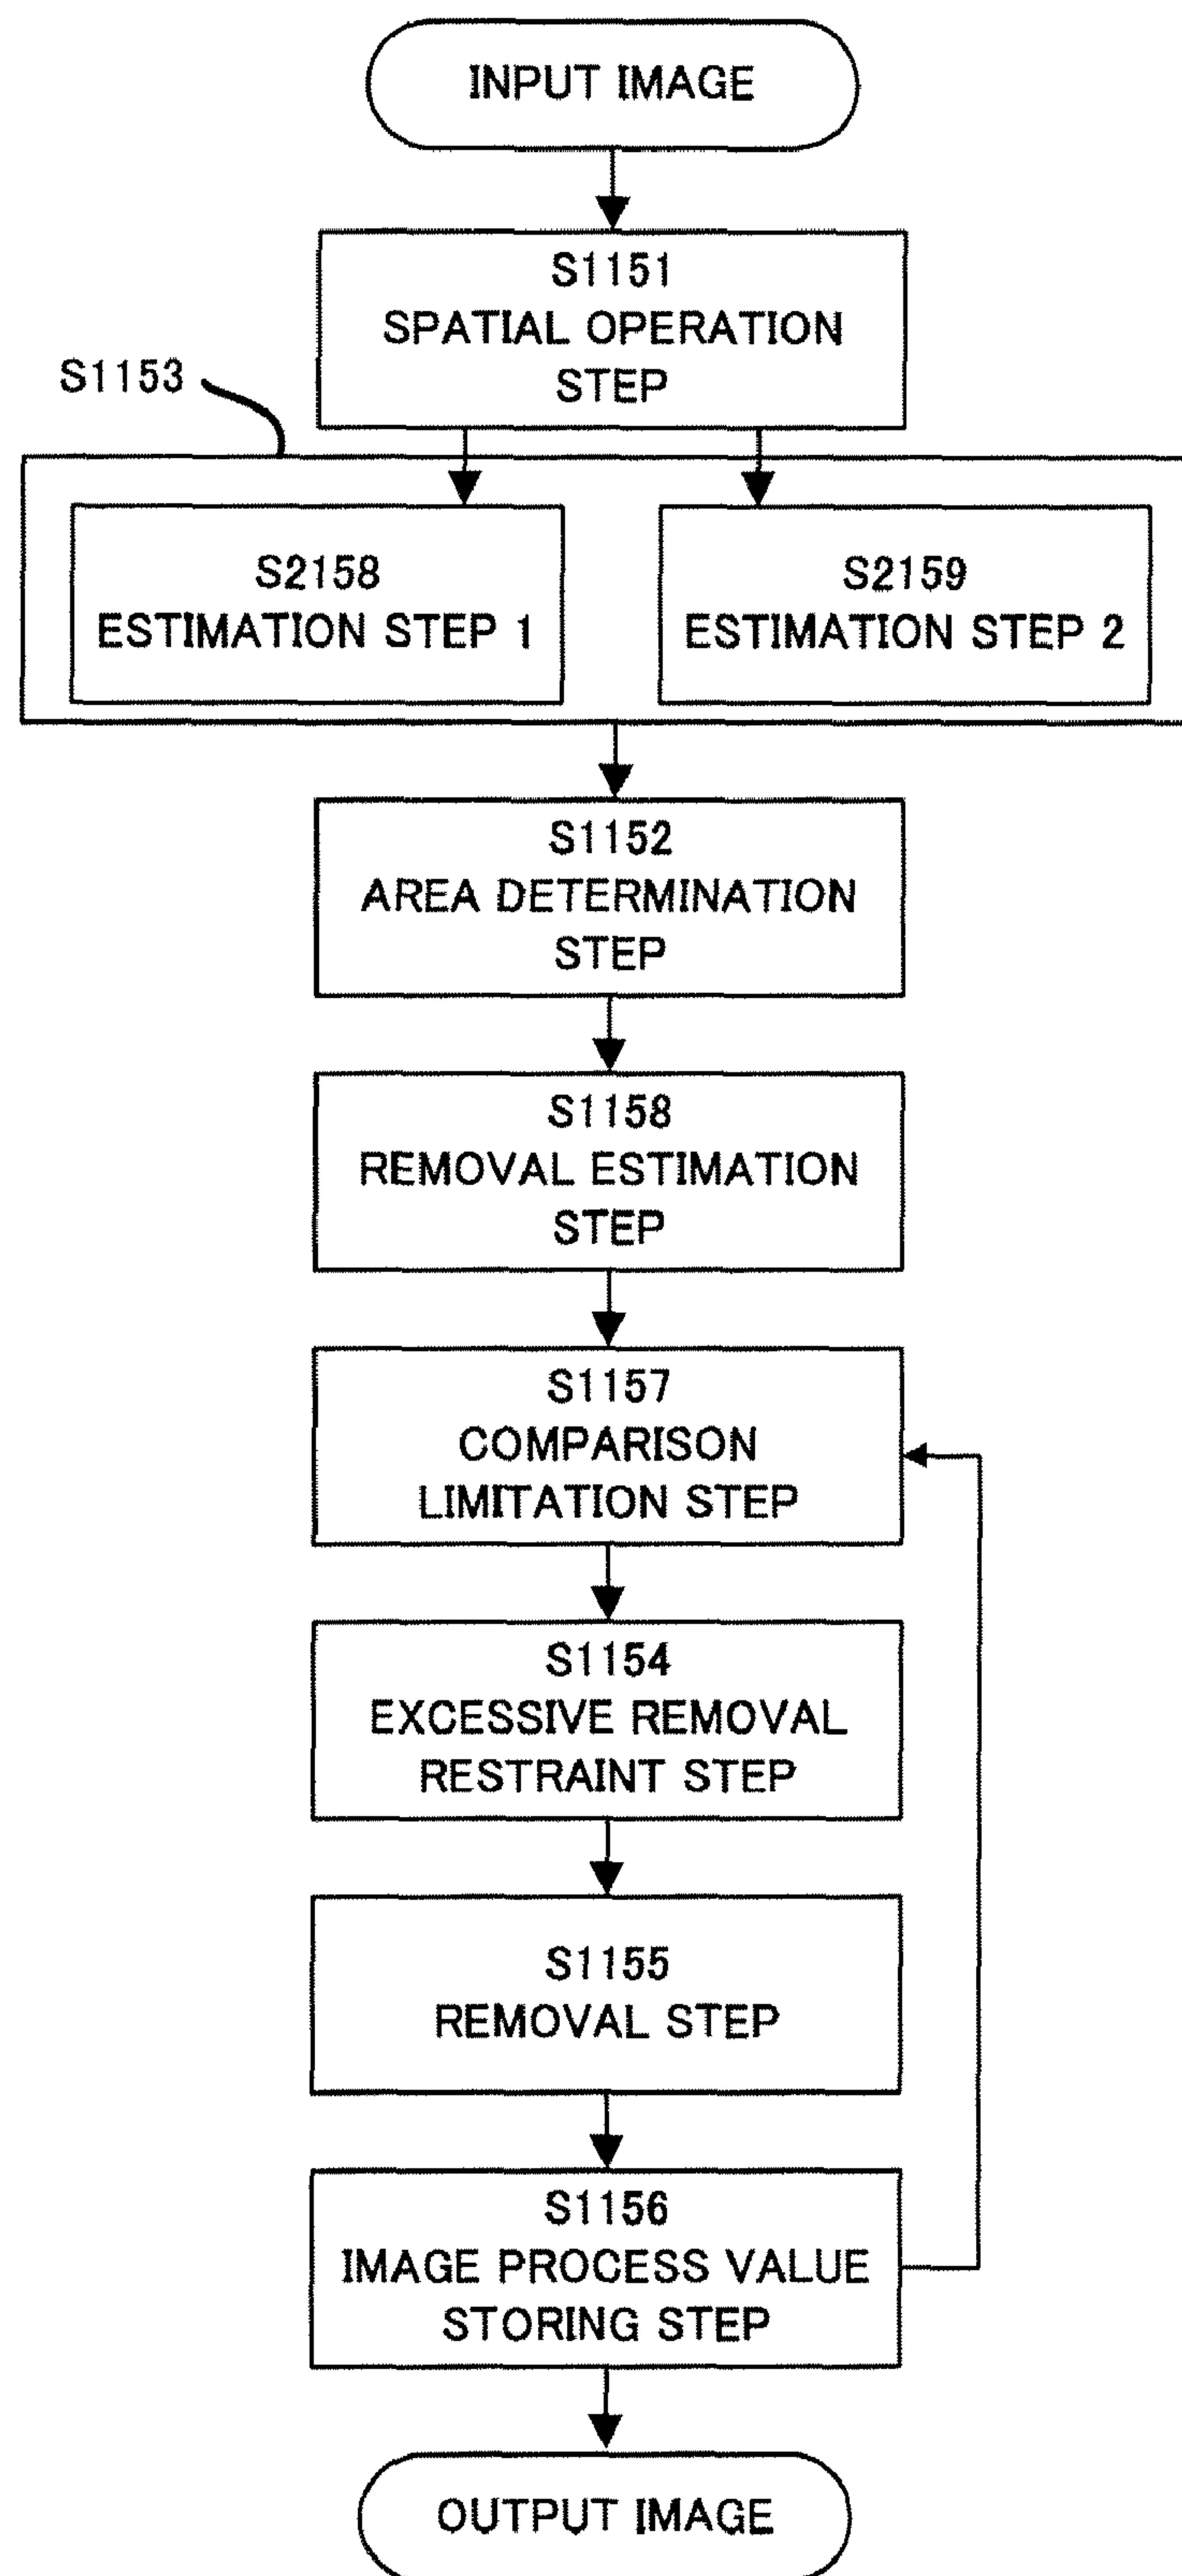 INPUT IMAGE
S1151
SPATIAL OPERATION
STEP
S1153
S2158
ESTIMATION STEP 1
S2159
ESTIMATION STEP 2
S1152
AREA DETERMINATION
STEP
S1158
REMOVAL ESTIMATION
STEP
S1157
COMPARISON
LIMITATION STEP
S1154
EXCESSIVE REMOVAL
RESTRAINT STEP
S1155
REMOVAL STEP
S1156
IMAGE PROCESS VALUE
STORING STEP
OUTPUT IMAGE